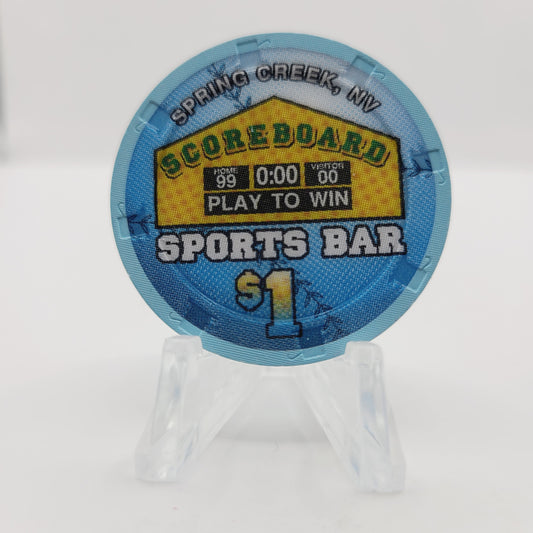 SPRING CREEK, NV
SCOREBOARD
HOME 0:00 VISITOR
99 00
PLAY TO WIN
SPORTS BAR
$1